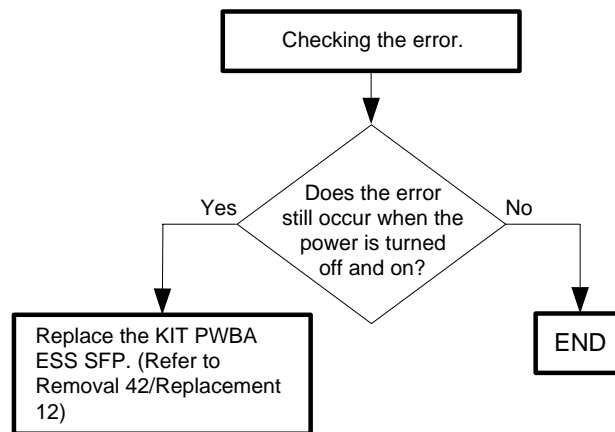 Checking the error.
Does the error
still occur when the
power is turned
off and on?
Yes
No
Replace the KIT PWBA
ESS SFP. (Refer to
Removal 42/Replacement
12)
END